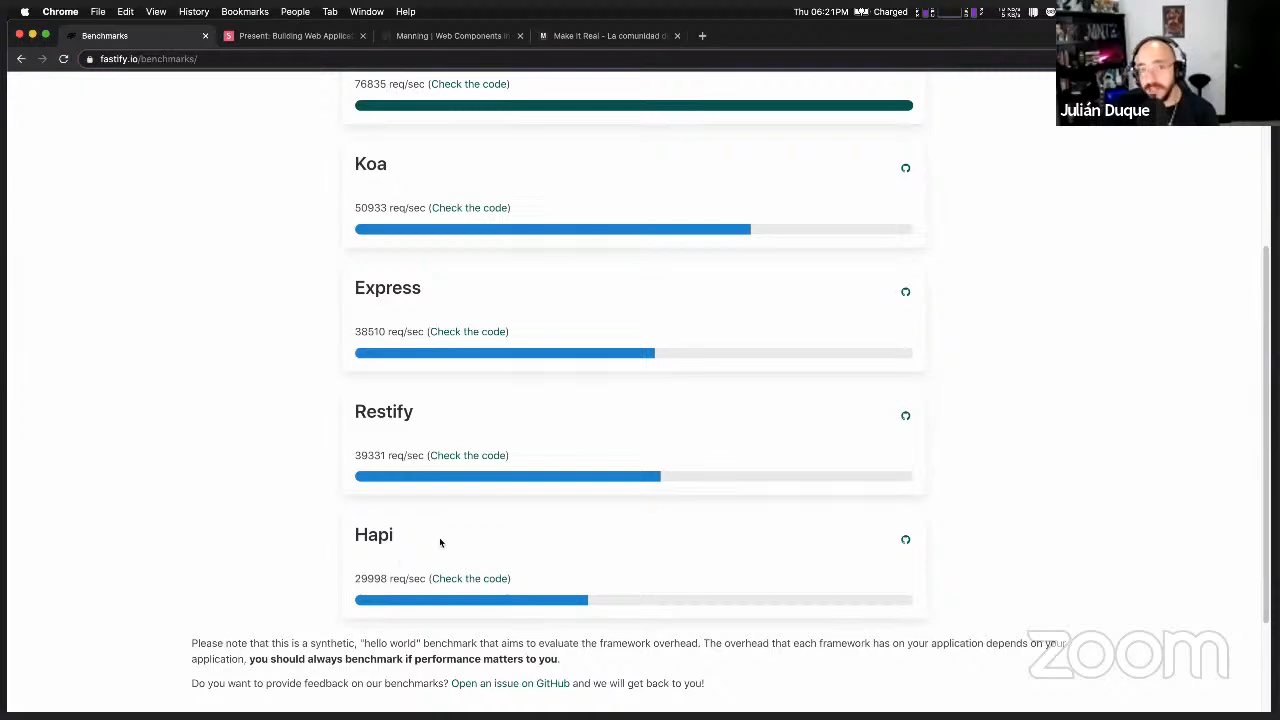 Chrome File Edit View History Bookmarks People Tab Window Help
Thu 06:21PM Charged
Benchmarks
Present: Building Web Applicat
Manning | Web Components in
Make It Real - La comunidad d
fastify.io/benchmarks/
Julián Duque
76835 req/sec (Check the code)
Koa
50933 req/sec (Check the code)
Express
38510 req/sec (Check the code)
Restify
39331 req/sec (Check the code)
Hapi
29998 req/sec (Check the code)
Please note that this is a synthetic, "hello world" benchmark that aims to evaluate the framework overhead. The overhead that each framework has on your application depends on your
application, you should always benchmark if performance matters to you.
Do you want to provide feedback on our benchmarks? Open an issue on GitHub and we will get back to you!
zoom